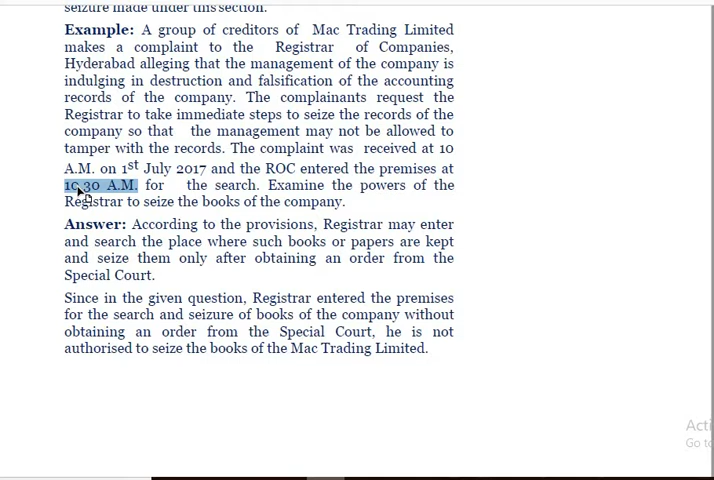 seizure made under this section.
Example: A group of creditors of Mac Trading Limited
makes a complaint to the Registrar of Companies,
Hyderabad alleging that the management of the company is
indulging in destruction and falsification of the accounting
records of the company. The complainants request the
Registrar to take immediate steps to seize the records of the
company so that the management may not be allowed to
tamper with the records. The complaint was received at 10
A.M. on 1st July 2017 and the ROC entered the premises at
10.30 A.M. for the search. Examine the powers of the
Registrar to seize the books of the company.
Answer: According to the provisions, Registrar may enter
and search the place where such books or papers are kept
and seize them only after obtaining an order from the
Special Court.
Since in the given question, Registrar entered the premises
for the search and seizure of books of the company without
obtaining an order from the Special Court, he is not
authorised to seize the books of the Mac Trading Limited.
Acti
Go to